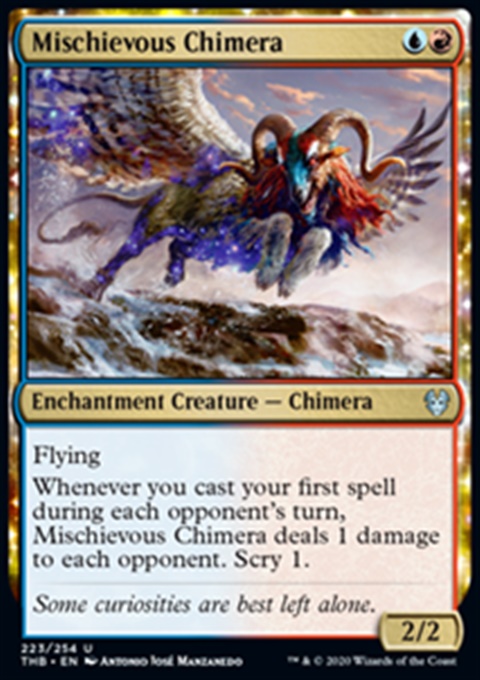 Mischievous Chimera
Enchantment Creature — Chimera
Flying
Whenever you cast your first spell
during each opponent's turn,
Mischievous Chimera deals 1 damage
to each opponent. Scry 1.
Some curiosities are best left alone.
2/2
223/254 U
THB • EN Antonio José Manzanedo
™ & © 2020 Wizards of the Coast